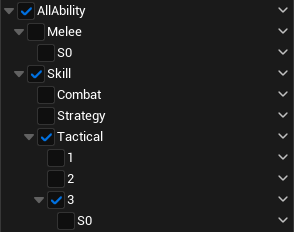 AllAbility
Melee
S0
Skill
Combat
Strategy
Tactical
1
2
3
S0